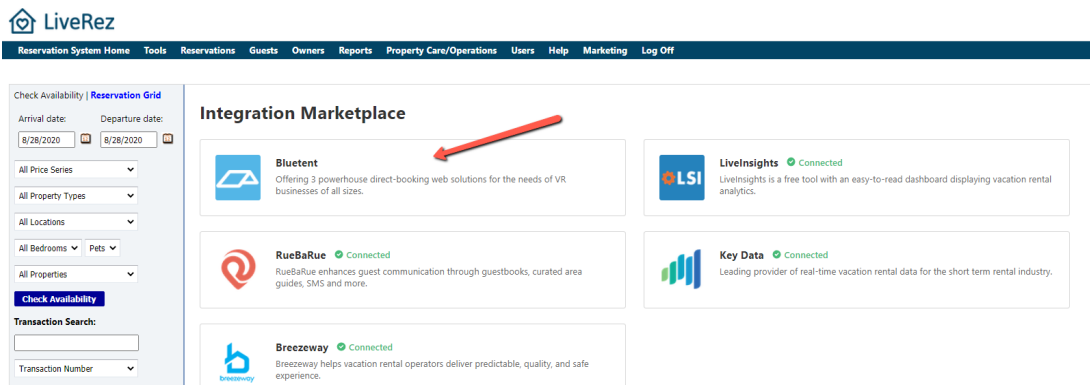 LiveRez
Reservation System Home Tools Reservations Guests Owners Reports Property Care/Operations Users Help Marketing Log Off
Check Availability | Reservation Grid
Arrival date: Departure date:
8/28/2020 8/28/2020
All Price Series
All Property Types
All Locations
All Bedrooms Pets
All Properties
Check Availability
Transaction Search:
Transaction Number
Integration Marketplace
Bluetent
Offering 3 powerhouse direct-booking web solutions for the needs of VR
businesses of all sizes.
LSI
LiveInsights Connected
LiveInsights is a free tool with an easy-to-read dashboard displaying vacation rental
analytics.
RueBaRue Connected
RueBaRue enhances guest communication through guestbooks, curated area
guides, SMS and more.
Key Data Connected
Leading provider of real-time vacation rental data for the short term rental industry.
breezeway
Breezeway Connected
Breezeway helps vacation rental operators deliver predictable, quality, and safe
experience.